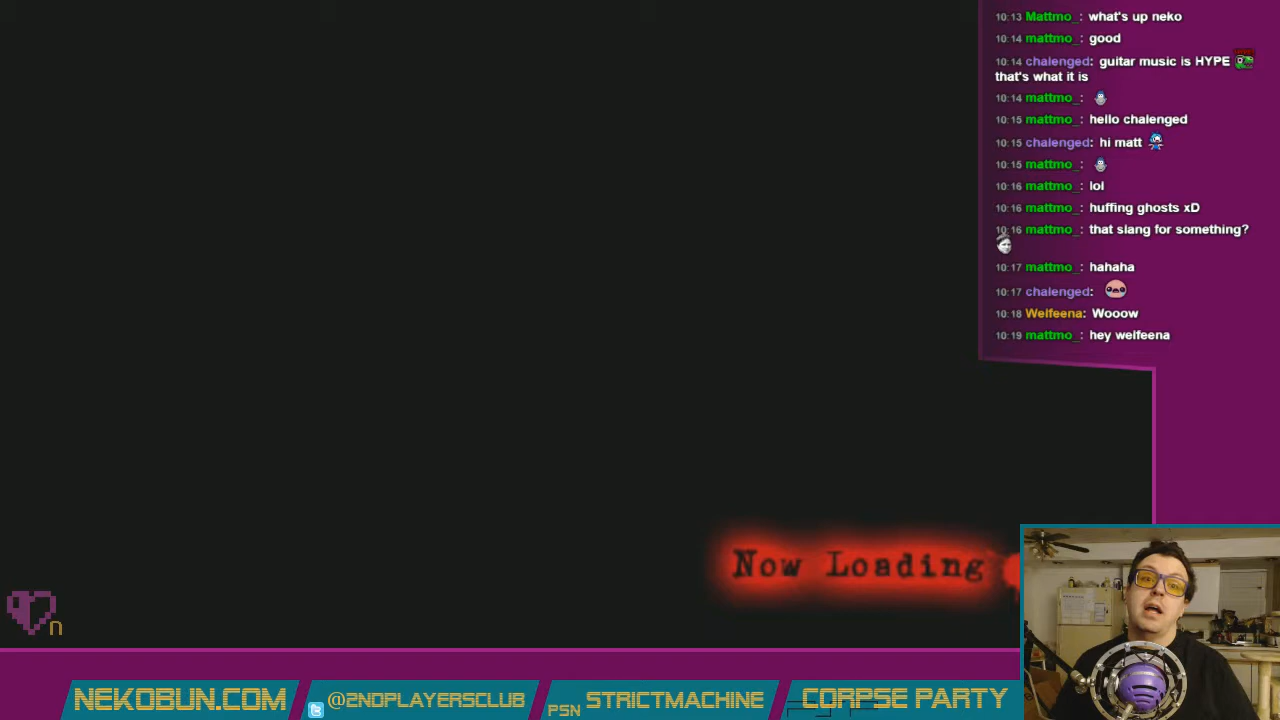 10:13 Mattmo_: what's up neko
10:14 mattmo_: good
10:14 chalenged: guitar music is HYPE
that's what it is
10:14 mattmo_:
10:15 mattmo_: hello chalenged
10:15 chalenged: hi matt
10:15 mattmo_:
10:16 mattmo_: lol
10:16 mattmo_: huffing ghosts xD
10:16 mattmo_: that slang for something?
10:17 mattmo_: hahaha
10:17 chalenged:
10:18 Welfeena: Wooow
10:19 mattmo_: hey welfeena
Now Loading
n
NEKOBUN.COM
@2NDPLAYERSCLUB
PSN STRICTMACHINE
CORPSE PARTY